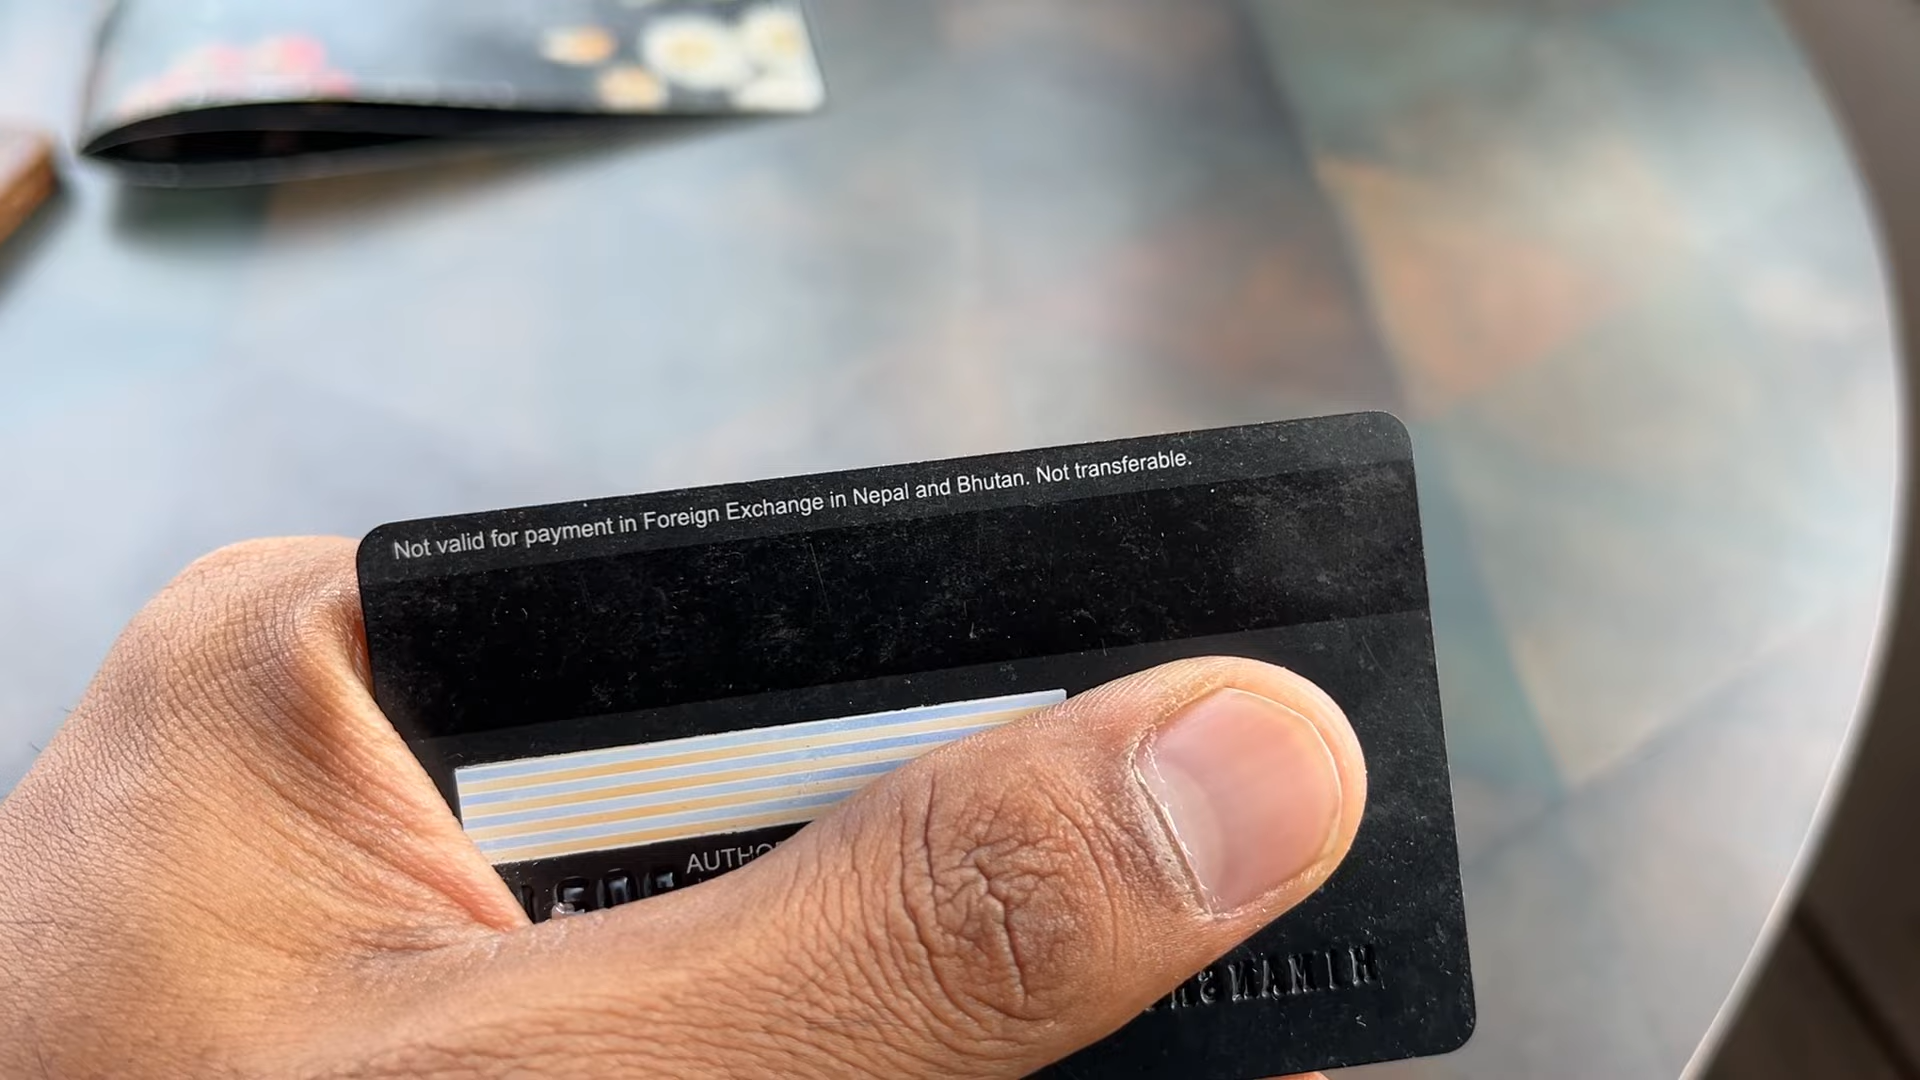 Not valid for payment in Foreign Exchange in Nepal and Bhutan. Not transferable.